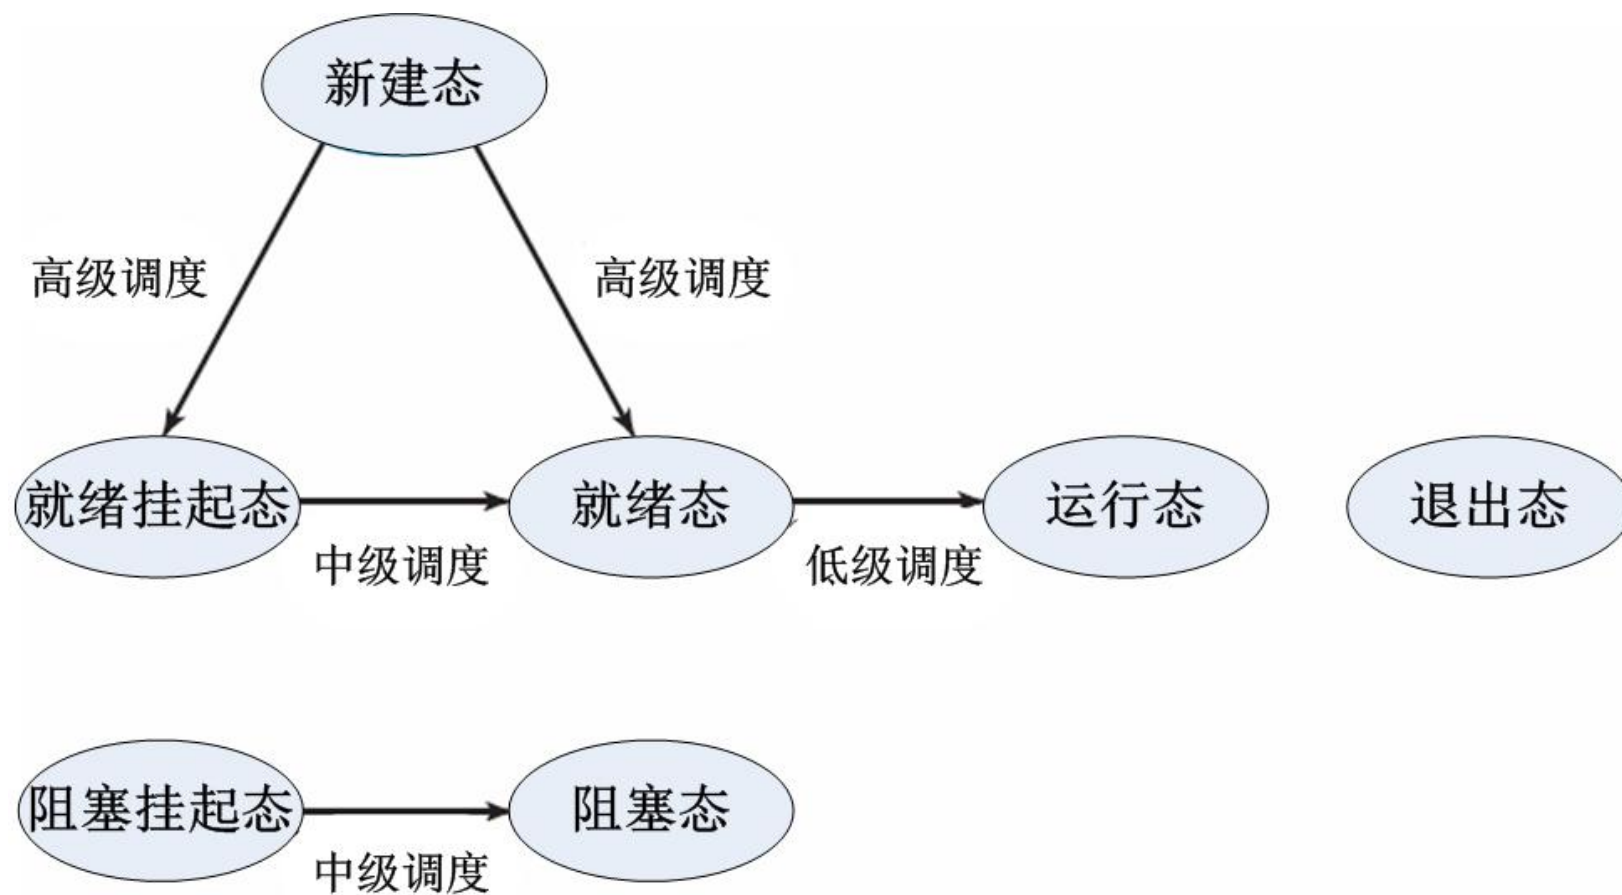 新建态
高级调度
高级调度
就绪挂起态
就绪态
运行态
退出态
中级调度
低级调度
阻塞挂起态
阻塞态
中级调度